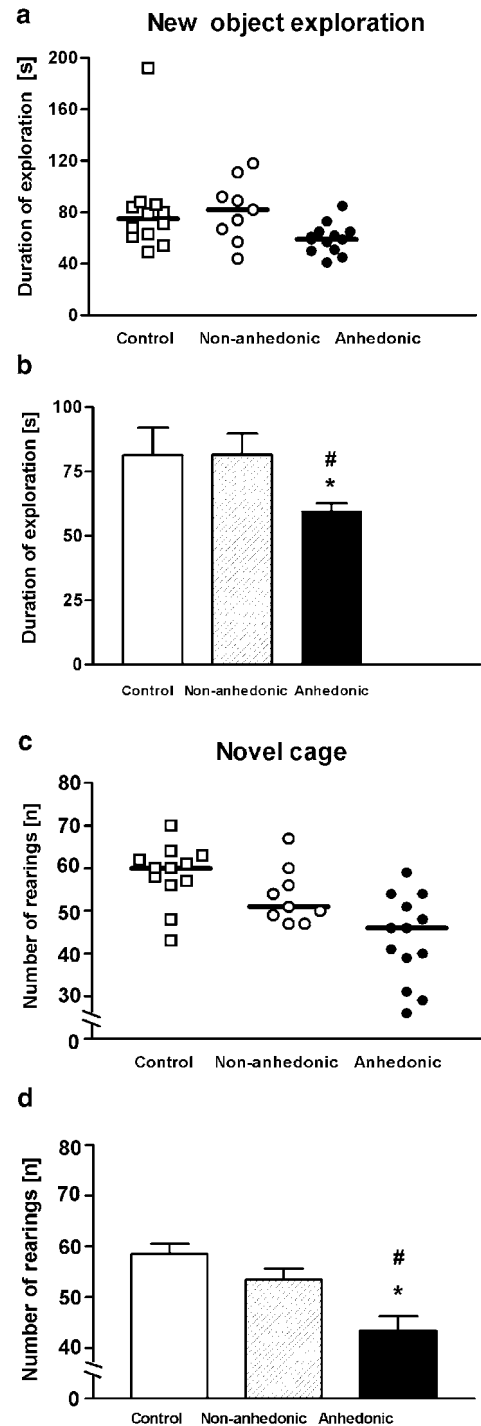 a
New object exploration
Duration of exploration [s]
200
160
120
80
40
0
Control Non-anhedonic Anhedonic
b
Duration of exploration [s]
100
75
50
25
0
#
*
Control Non-anhedonic Anhedonic
c
Novel cage
Number of rearings [n]
80
70
60
50
40
30
0
Control Non-anhedonic Anhedonic
d
Number of rearings [n]
80
70
60
50
40
0
#
*
Control Non-anhedonic Anhedonic